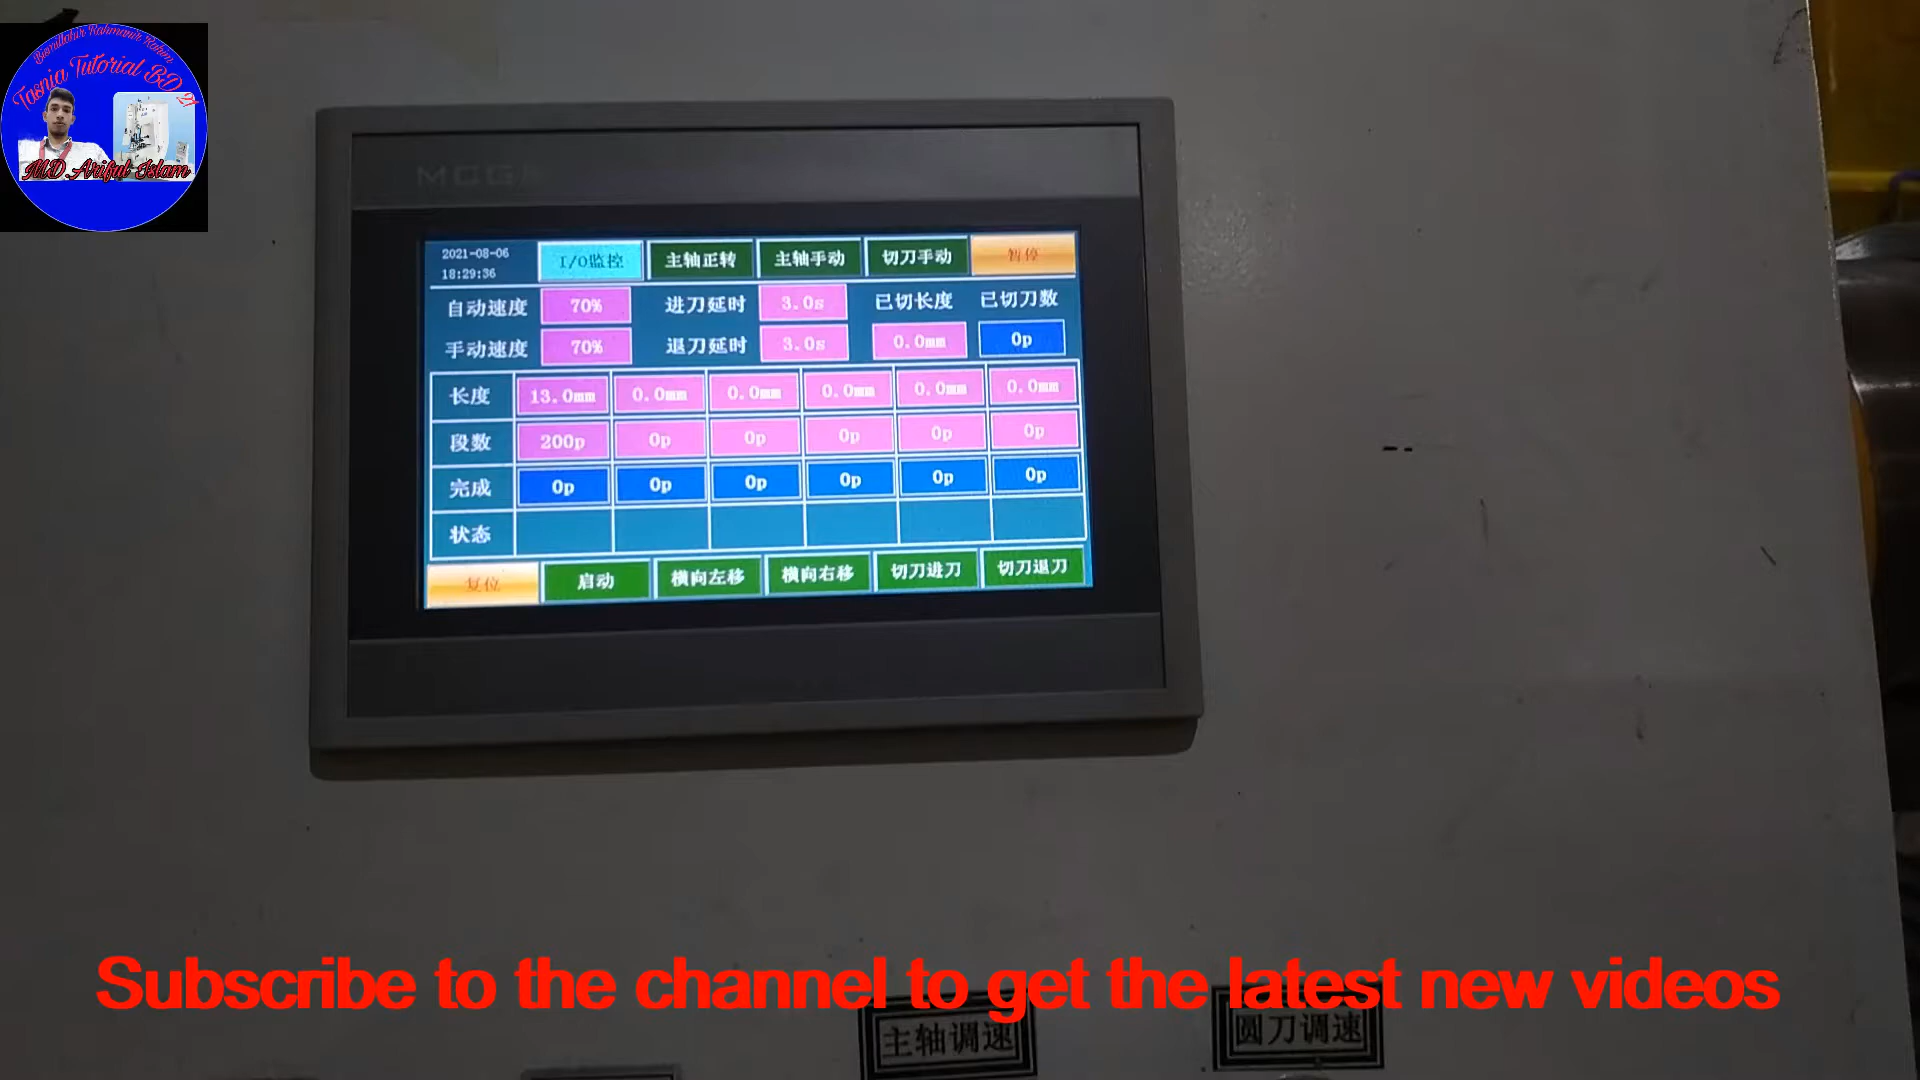 Bismillahir Rahmanir Rahim
Tasnia Tutorial BD 21
MD Ariful Islam
MCGS
2021-08-06
18:29:36
I/O监控 主轴正转 主轴手动 切刀手动 暂停
自动速度 70% 进刀延时 3.0s 已切长度 已切刀数
手动速度 70% 退刀延时 3.0s 0.0mm 0p
长度 13.0mm 0.0mm 0.0mm 0.0mm 0.0mm 0.0mm
段数 200p 0p 0p 0p 0p 0p
完成 0p 0p 0p 0p 0p 0p
状态
复位 启动 横向左移 横向右移 切刀进刀 切刀退刀
Subscribe to the channel to get the latest new videos
主轴调速 圆刀调速